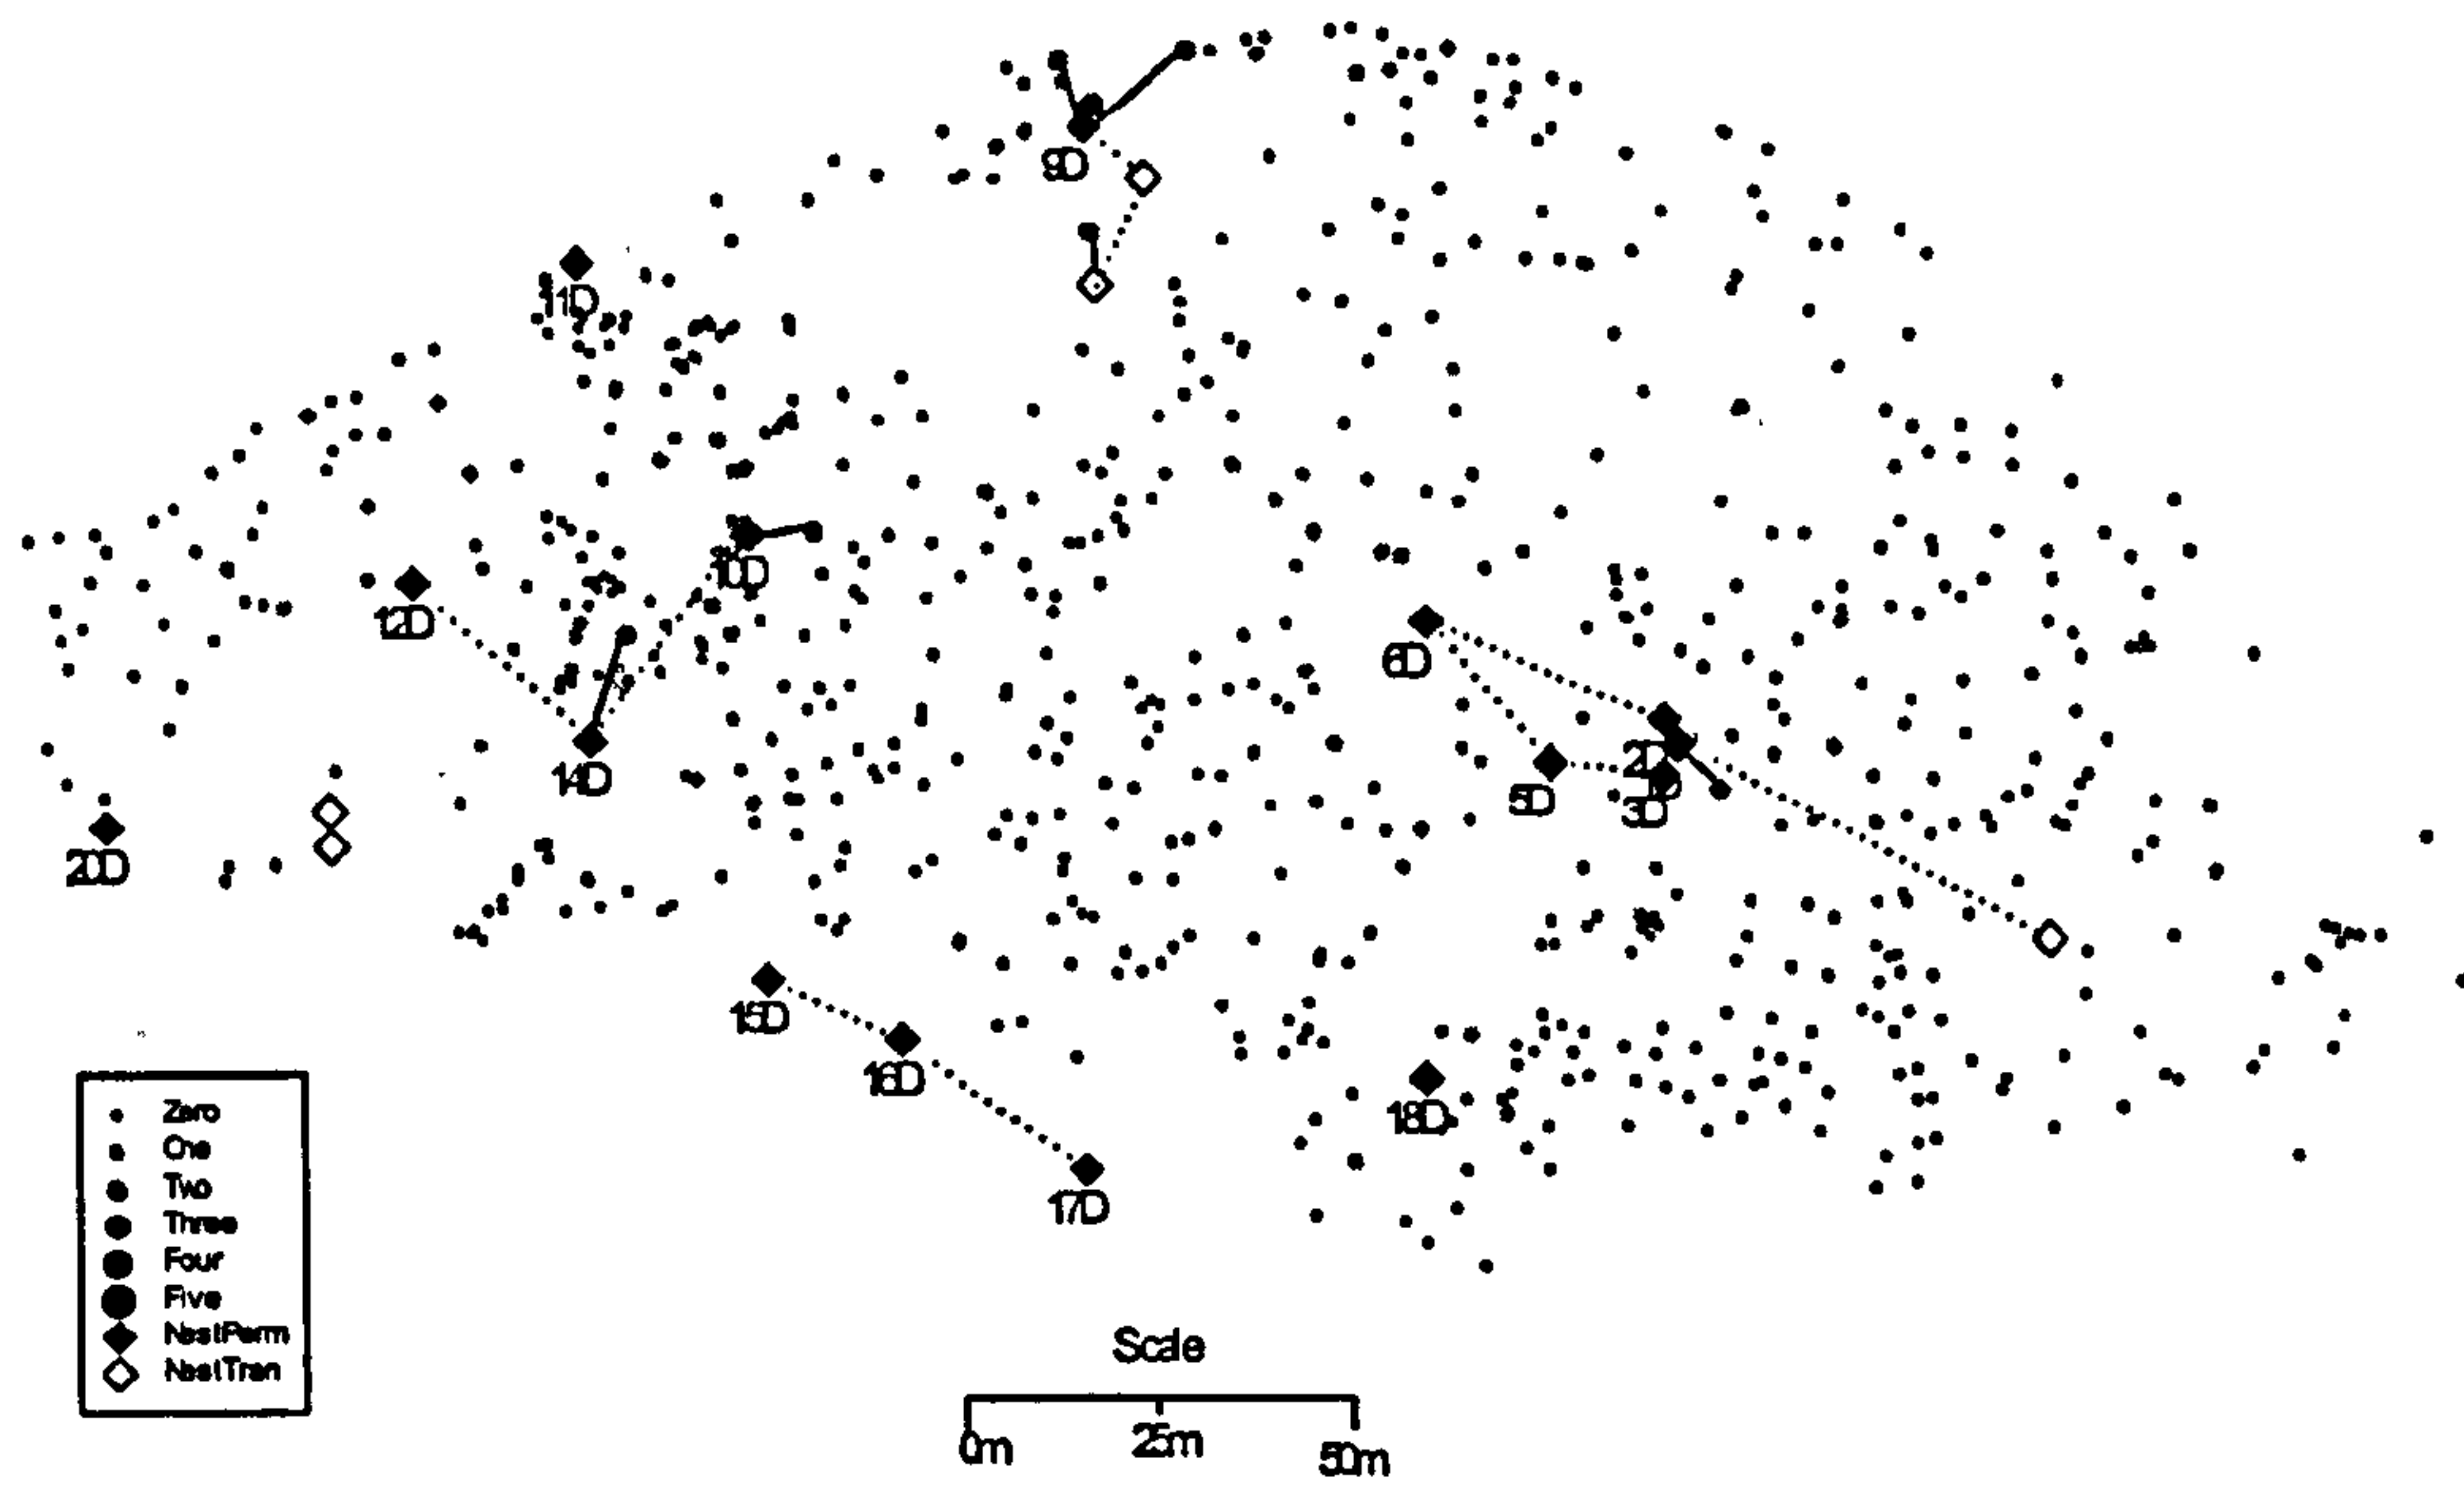 9D
11D
10D
12D
6D
14D
2D
1D
5D
3D
20D
15D
16D
18D
17D
Zero
One
Two
Three
Four
Five
NestPerm
NestTran
Scale
0m 25m 50m